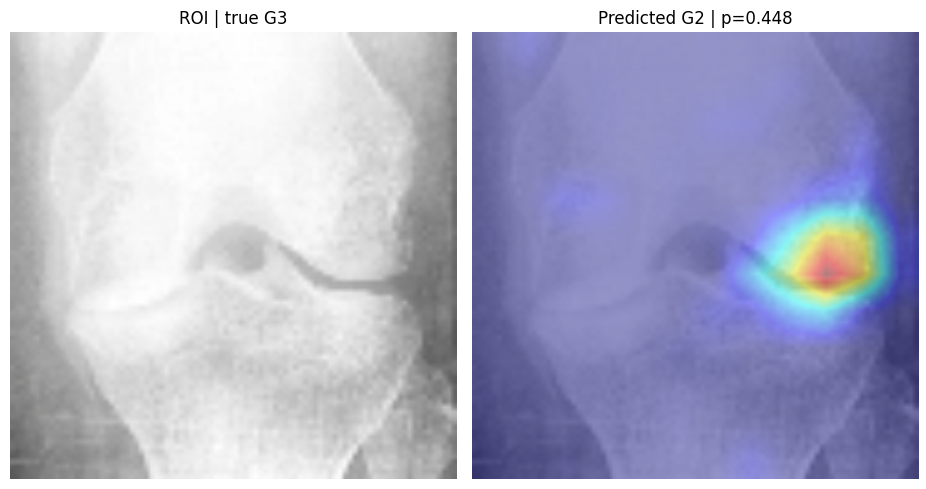 ROI | true G3
Predicted G2 | p=0.448